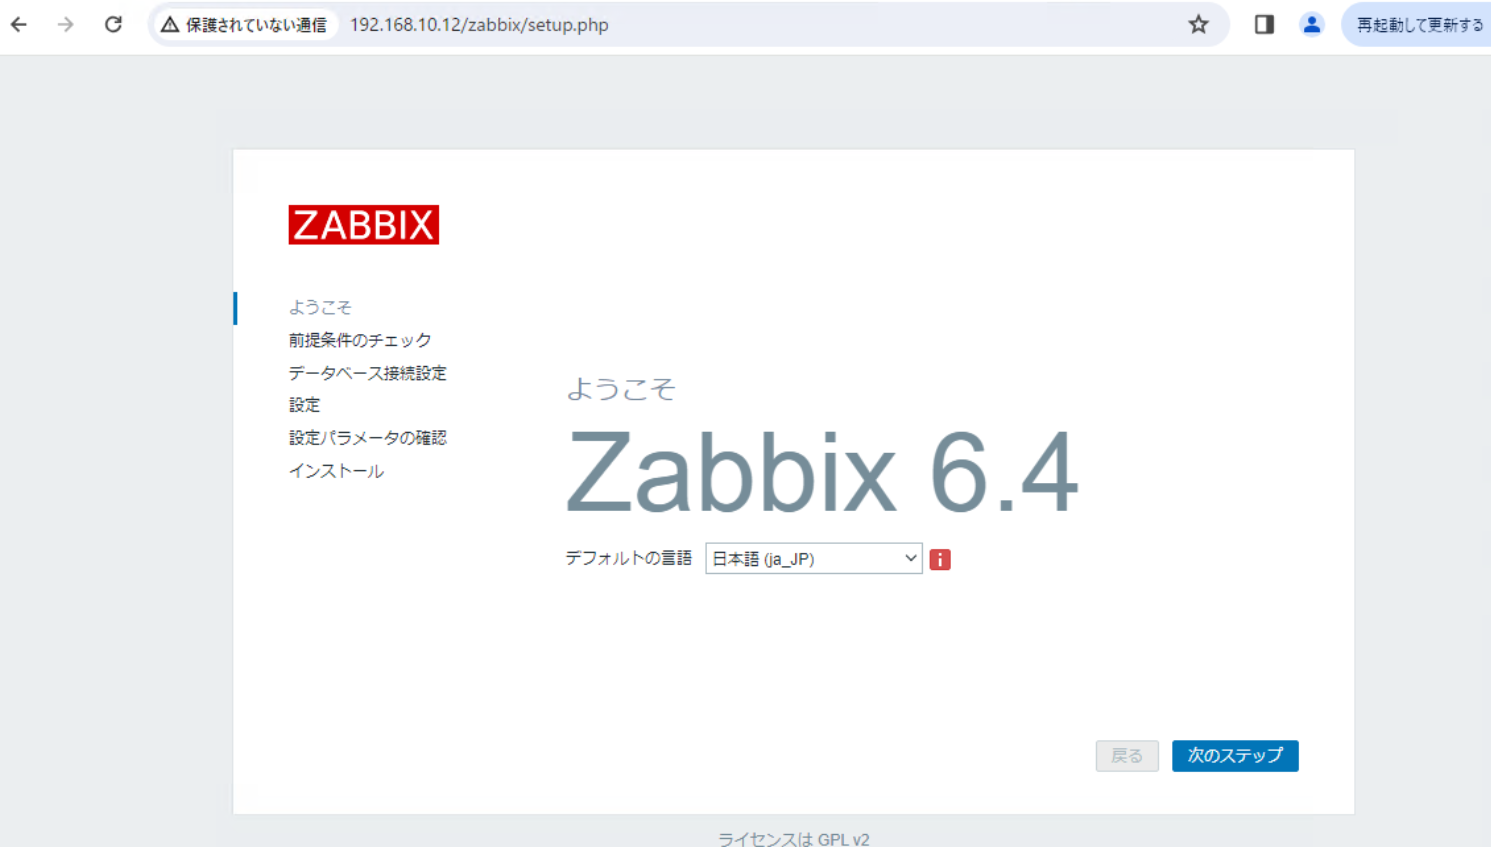 保護されていない通信 192.168.10.12/zabbix/setup.php 再起動して更新する
ZABBIX
ようこそ
前提条件のチェック
データベース接続設定
設定
設定パラメータの確認
インストール
ようこそ
Zabbix 6.4
デフォルトの言語 日本語 (ja_JP) i
戻る 次のステップ
ライセンスは GPL v2